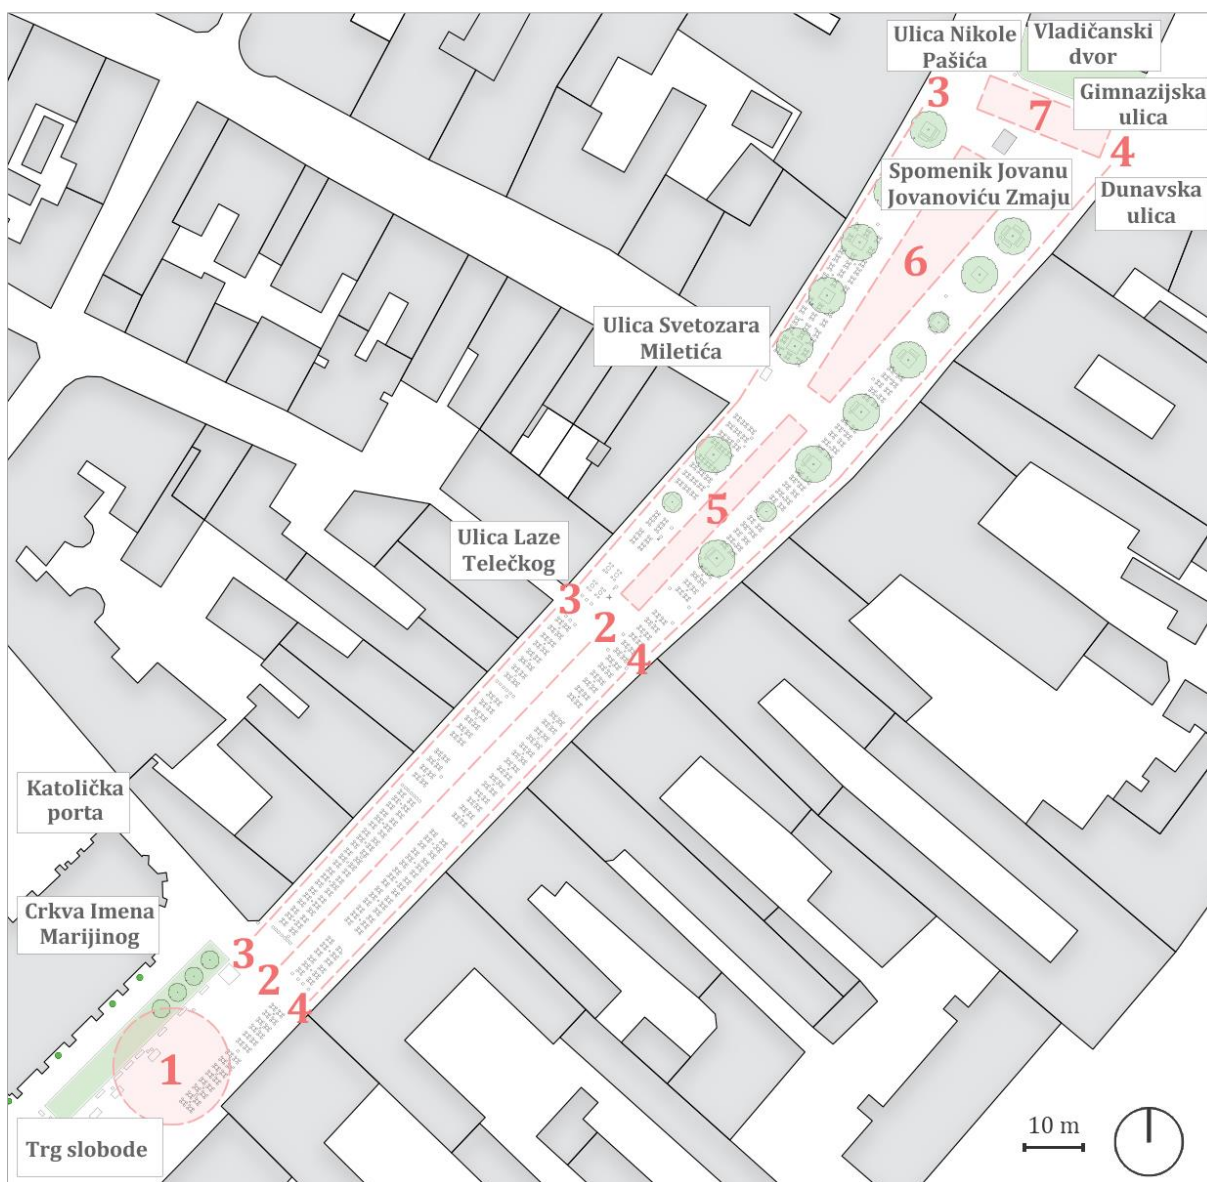 Ulica Nikole
Pašića
Vladičanski
dvor
3
7
Gimnazijska
ulica
4
Spomenik Jovanu
Jovanoviću Zmaju
Dunavska
ulica
6
Ulica Svetozara
Miletića
5
Ulica Laze
Telečkog
3
2
4
Katolička
porta
Crkva Imena
Marijinog
3
2
4
1
Trg slobode
10 m